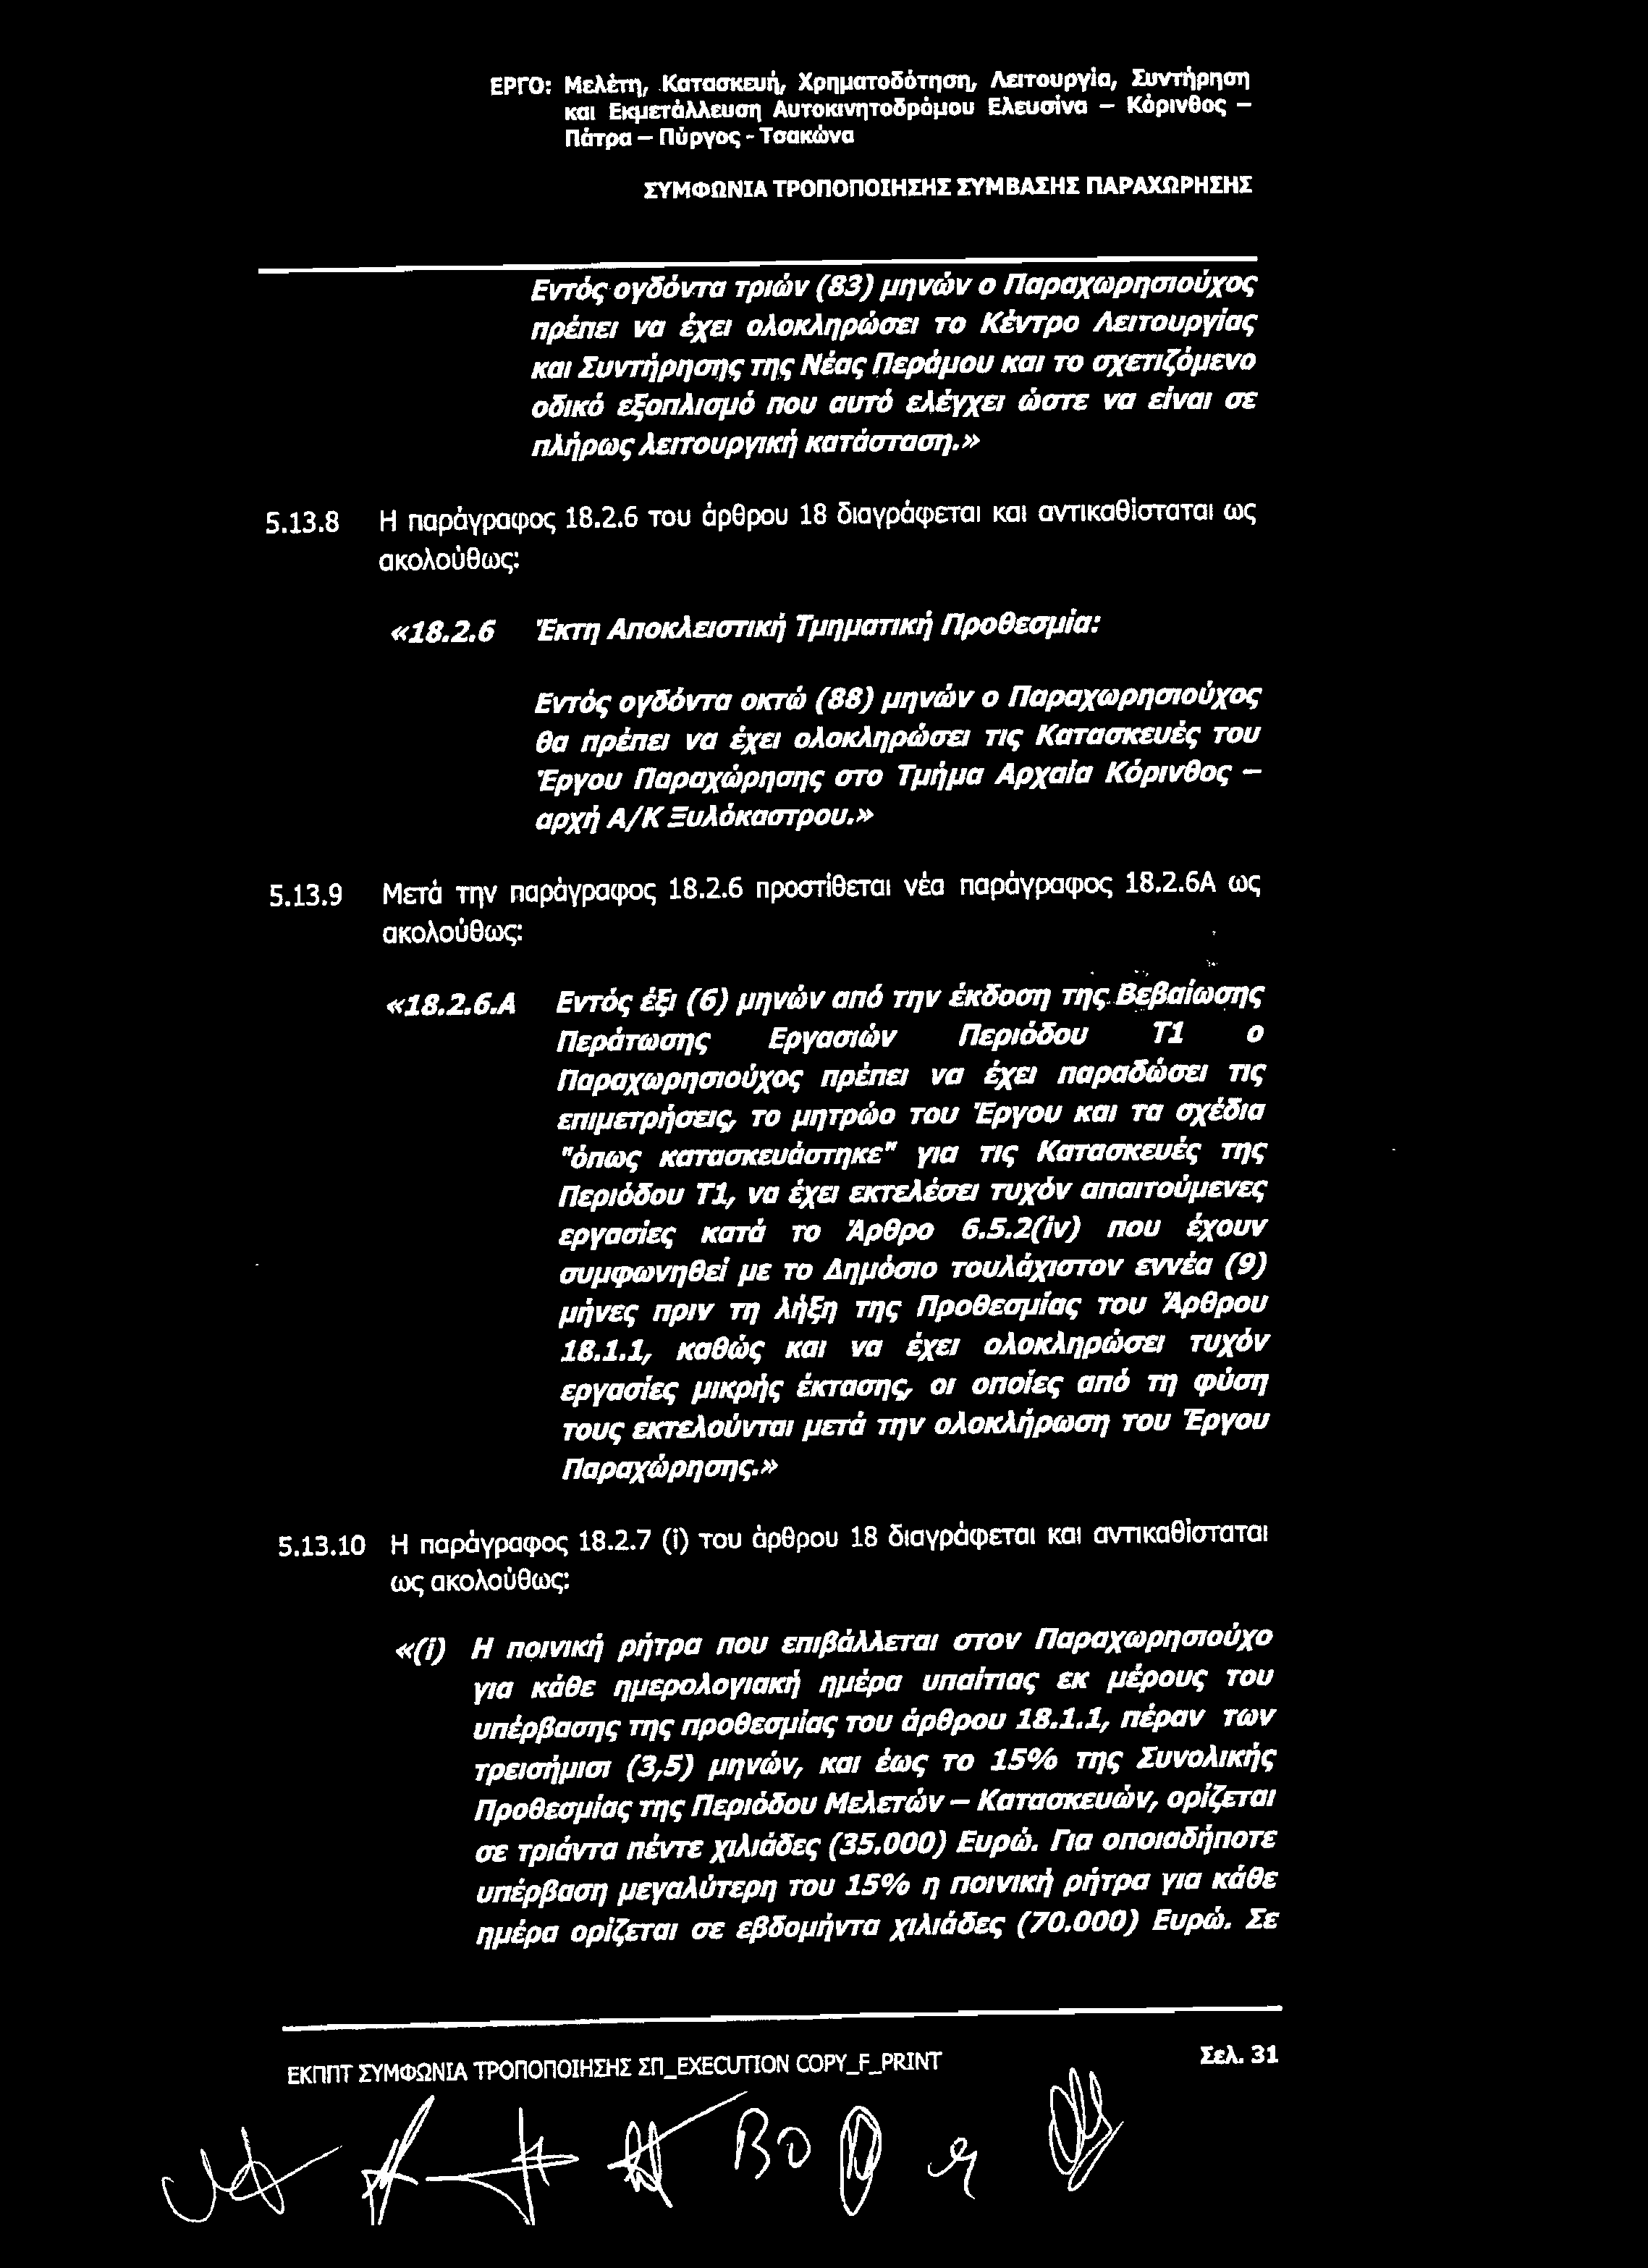 ΕΡΓΟ: Μελέτη, Κατασκευή, Χρηματοδότηση, Λειτουργία, Συντήρηση
και Εκμετάλλευση Αυτοκινητοδρόμου Ελευσίνα – Κόρινθος –
Πάτρα – Πύργος - Τσακώνα
ΣΥΜΦΩΝΙΑ ΤΡΟΠΟΠΟΙΗΣΗΣ ΣΥΜΒΑΣΗΣ ΠΑΡΑΧΩΡΗΣΗΣ
Εντός ογδόντα τριών (83) μηνών ο Παραχωρησιούχος
πρέπει να έχει ολοκληρώσει το Κέντρο Λειτουργίας
και Συντήρησης της Νέας Περάμου και το σχετιζόμενο
οδικό εξοπλισμό που αυτό ελέγχει ώστε να είναι σε
πλήρως λειτουργική κατάσταση.»
5.13.8 Η παράγραφος 18.2.6 του άρθρου 18 διαγράφεται και αντικαθίσταται ως
ακολούθως:
«18.2.6 Έκτη Αποκλειστική Τμηματική Προθεσμία:
Εντός ογδόντα οκτώ (88) μηνών ο Παραχωρησιούχος
θα πρέπει να έχει ολοκληρώσει τις Κατασκευές του
Έργου Παραχώρησης στο Τμήμα Αρχαία Κόρινθος –
αρχή Α/Κ Ξυλόκαστρου.»
5.13.9 Μετά την παράγραφος 18.2.6 προστίθεται νέα παράγραφος 18.2.6Α ως
ακολούθως:
«18.2.6.Α Εντός έξι (6) μηνών από την έκδοση της Βεβαίωσης
Περάτωσης Εργασιών Περιόδου Τ1 ο
Παραχωρησιούχος πρέπει να έχει παραδώσει τις
επιμετρήσεις, το μητρώο του Έργου και τα σχέδια
"όπως κατασκευάστηκε" για τις Κατασκευές της
Περιόδου Τ1, να έχει εκτελέσει τυχόν απαιτούμενες
εργασίες κατά το Άρθρο 6.5.2(iv) που έχουν
συμφωνηθεί με το Δημόσιο τουλάχιστον εννέα (9)
μήνες πριν τη λήξη της Προθεσμίας του Άρθρου
18.1.1, καθώς και να έχει ολοκληρώσει τυχόν
εργασίες μικρής έκτασης, οι οποίες από τη φύση
τους εκτελούνται μετά την ολοκλήρωση του Έργου
Παραχώρησης.»
5.13.10 Η παράγραφος 18.2.7 (i) του άρθρου 18 διαγράφεται και αντικαθίσταται
ως ακολούθως:
«(i) Η ποινική ρήτρα που επιβάλλεται στον Παραχωρησιούχο
για κάθε ημερολογιακή ημέρα υπαίτιας εκ μέρους του
υπέρβασης της προθεσμίας του άρθρου 18.1.1, πέραν των
τρεισήμισι (3,5) μηνών, και έως το 15% της Συνολικής
Προθεσμίας της Περιόδου Μελετών – Κατασκευών, ορίζεται
σε τριάντα πέντε χιλιάδες (35.000) Ευρώ. Για οποιαδήποτε
υπέρβαση μεγαλύτερη του 15% η ποινική ρήτρα για κάθε
ημέρα ορίζεται σε εβδομήντα χιλιάδες (70.000) Ευρώ. Σε
ΕΚΠΠΤ ΣΥΜΦΩΝΙΑ ΤΡΟΠΟΠΟΙΗΣΗΣ ΣΠ_EXECUTION COPY_F_PRINT Σελ. 31